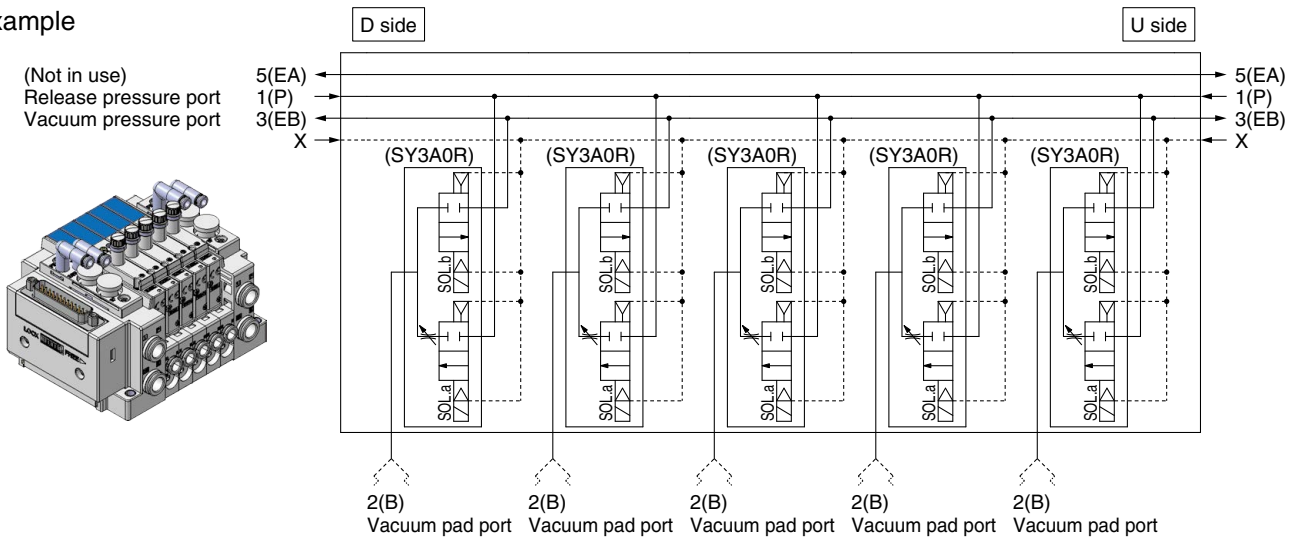 xample
D side
U side
(Not in use) 5(EA) 5(EA)
Release pressure port 1(P) 1(P)
Vacuum pressure port 3(EB) 3(EB)
X X
(SY3A0R) (SY3A0R) (SY3A0R) (SY3A0R) (SY3A0R)
SOL.b SOL.b SOL.b SOL.b SOL.b
SOL.a SOL.a SOL.a SOL.a SOL.a
LOCK FREE
2(B) 2(B) 2(B) 2(B) 2(B)
Vacuum pad port Vacuum pad port Vacuum pad port Vacuum pad port Vacuum pad port